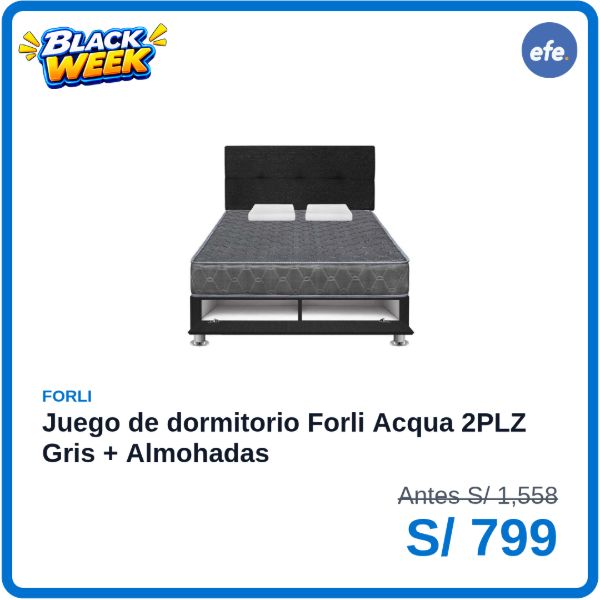 BLACK
WEEK
efe.
FORLI
Juego de dormitorio Forli Acqua 2PLZ
Gris + Almohadas
Antes S/ 1,558
S/ 799